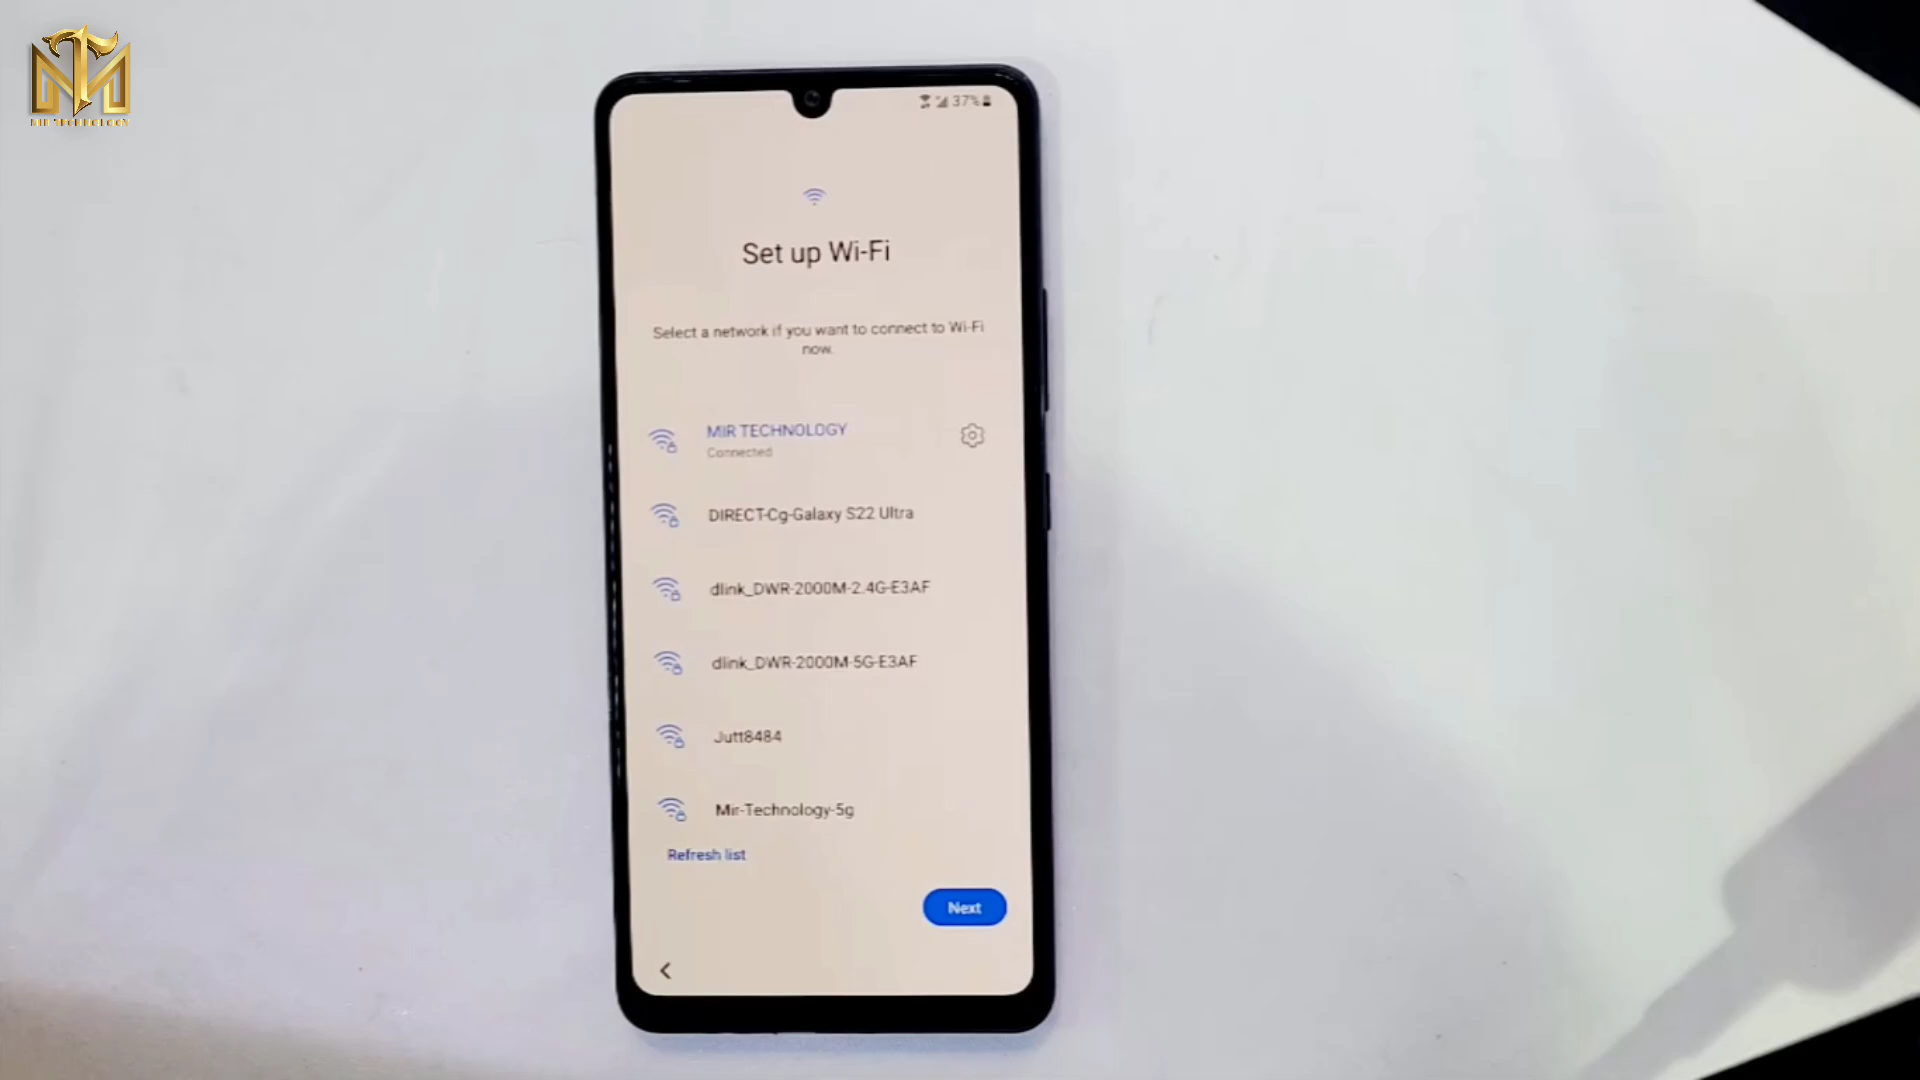 MIR TECHNOLOGY
37%
Set up Wi-Fi
Select a network if you want to connect to Wi-Fi
now.
MIR TECHNOLOGY
Connected
DIRECT-Cg-Galaxy S22 Ultra
dlink_DWR-2000M-2.4G-E3AF
dlink_DWR-2000M-5G-E3AF
Jutt8484
Mir-Technology-5g
Refresh list
Next